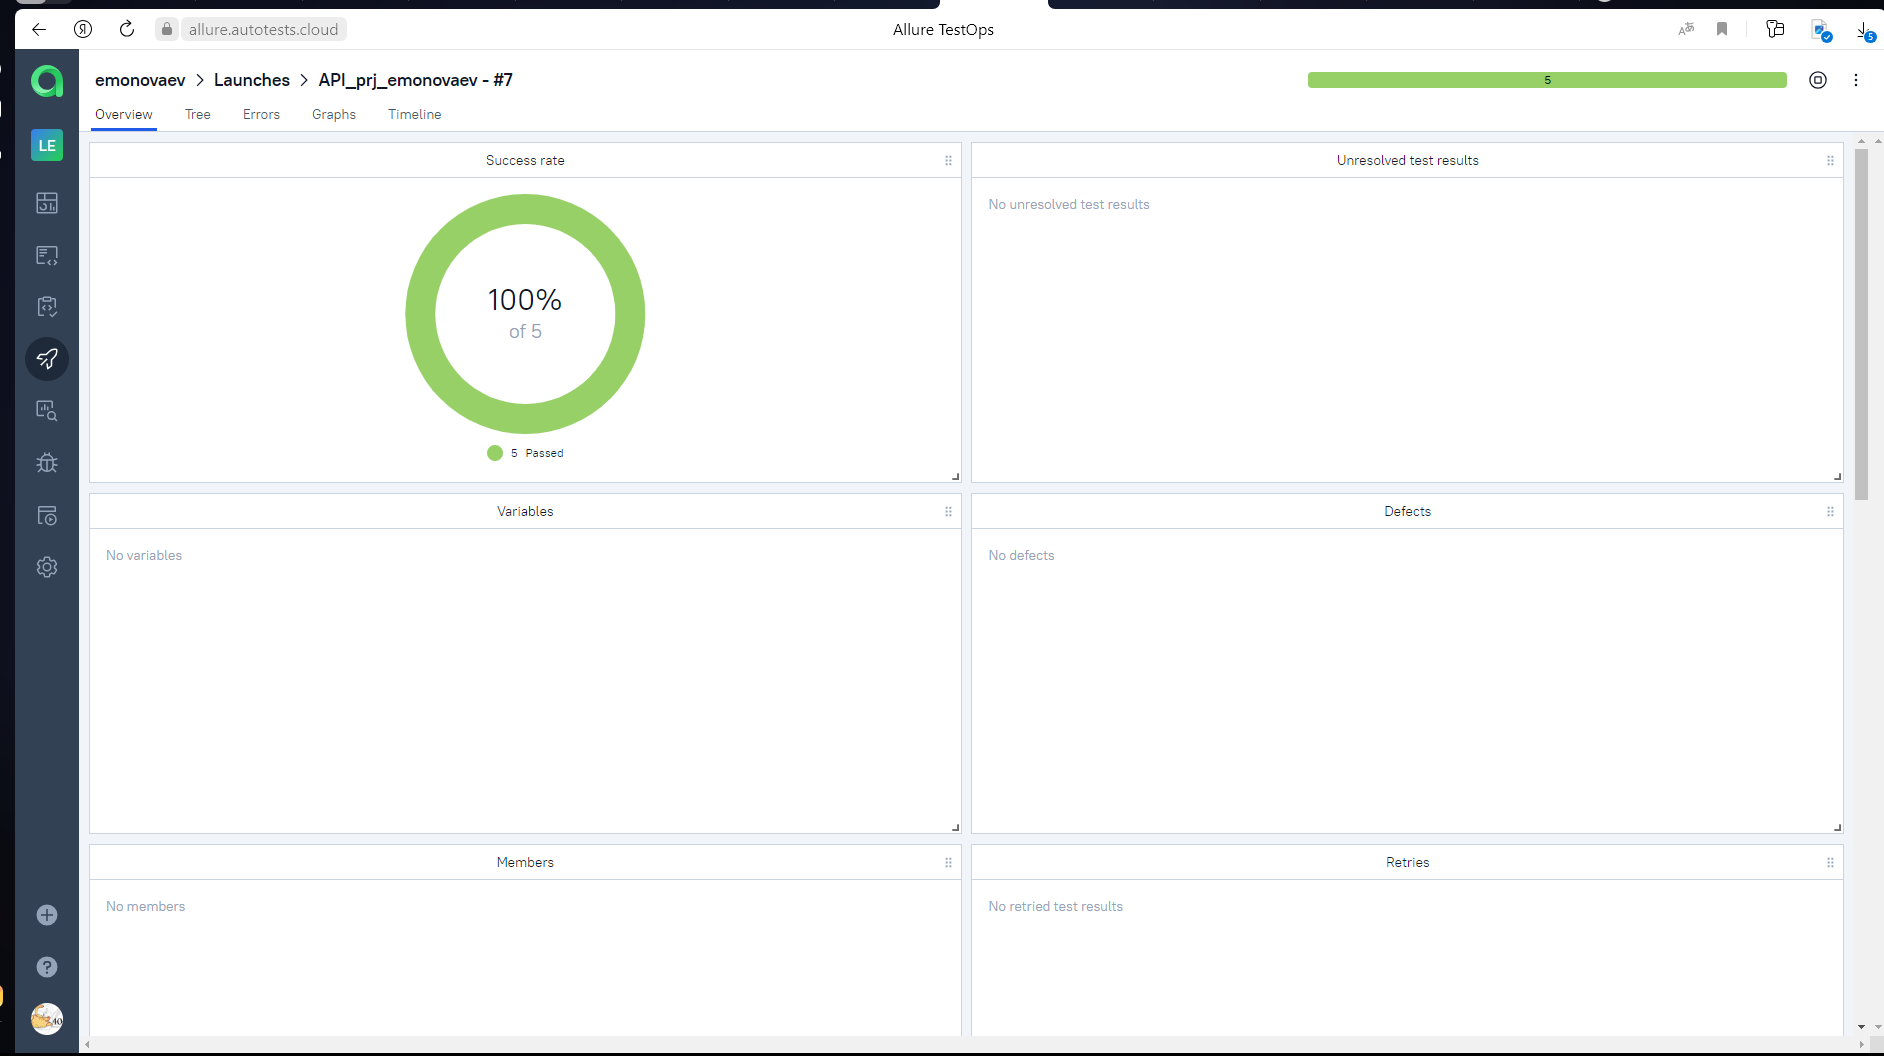 allure.autotests.cloud
Allure TestOps
5
emonovaev > Launches > API_prj_emonovaev - #7
5
Overview Tree Errors Graphs Timeline
LE
Success rate
100%
of 5
5 Passed
Unresolved test results
No unresolved test results
Variables
No variables
Defects
No defects
Members
No members
Retries
No retried test results
40